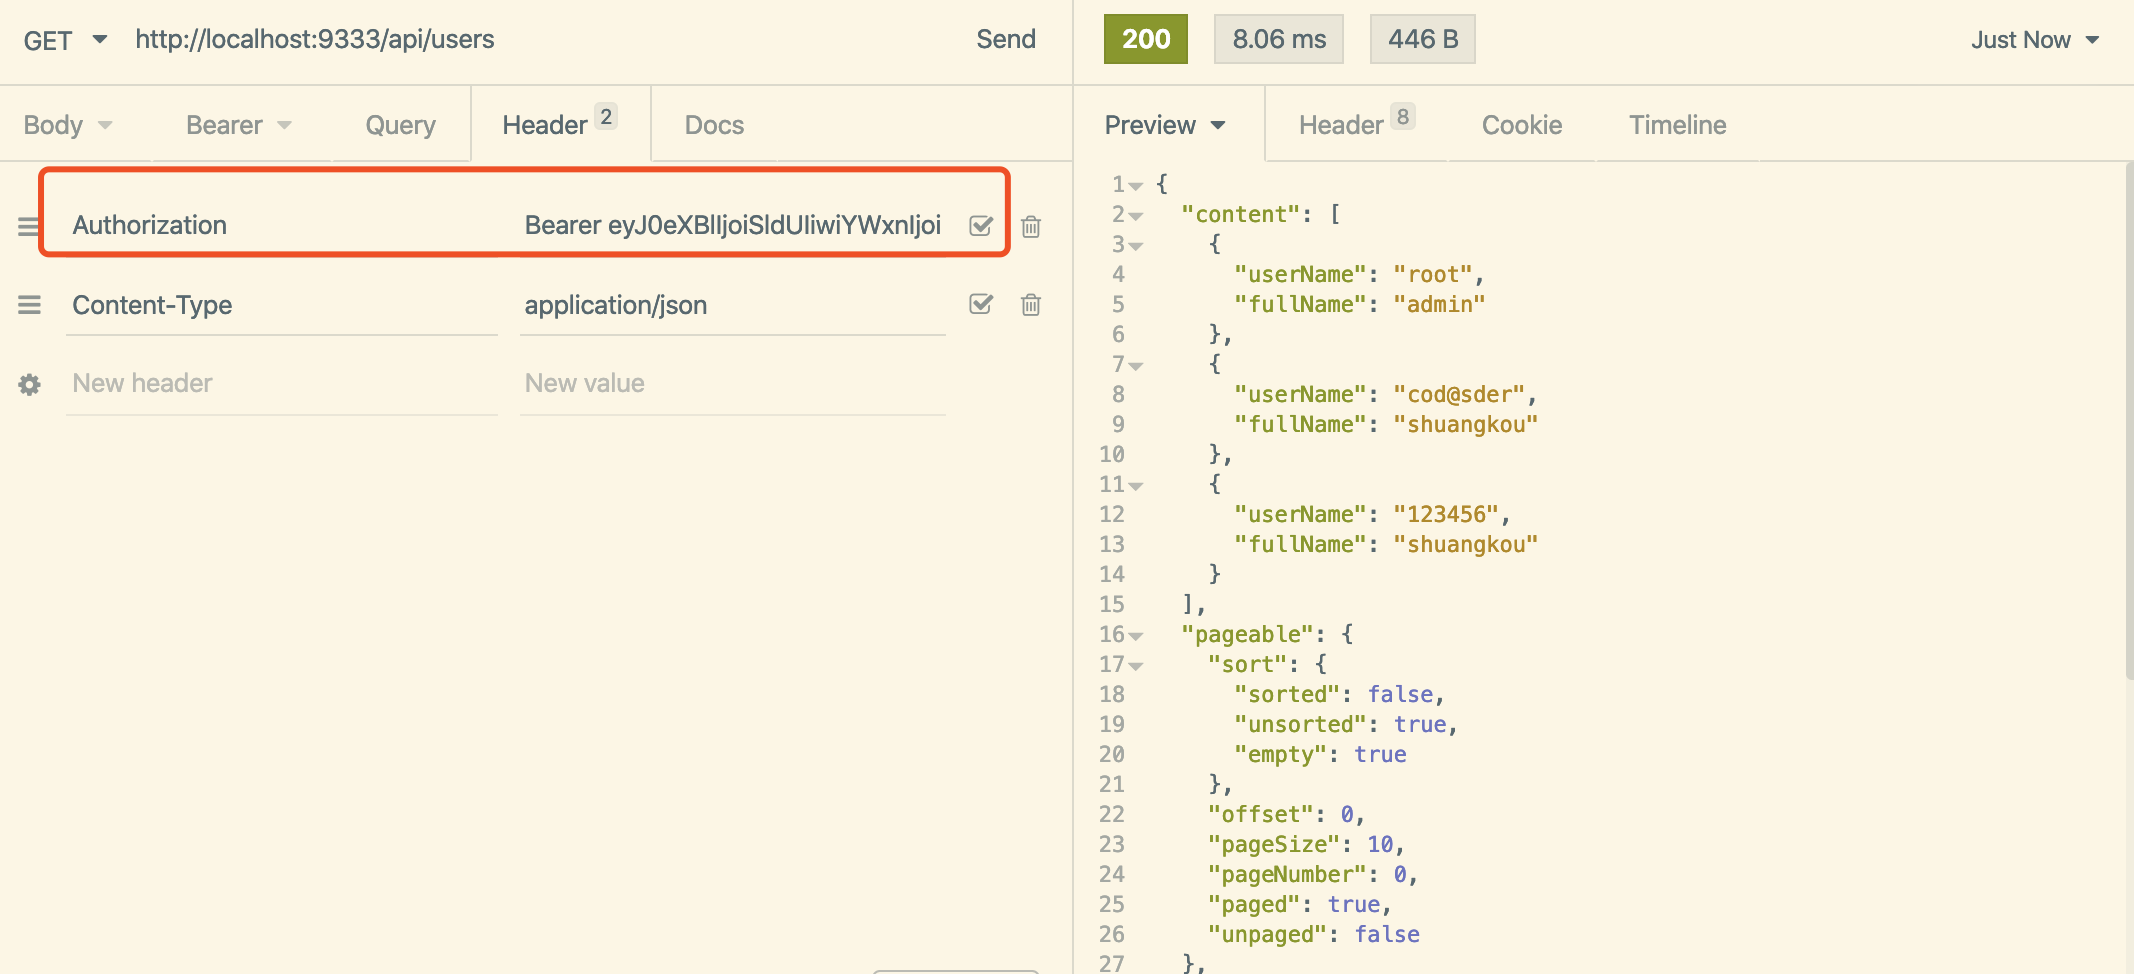 GET http://localhost:9333/api/users Send
Body Bearer Query Header 2 Docs
Authorization Bearer eyJ0eXBlIjoiSldUIiwiYWxnIjoi
Content-Type application/json
New header New value
200 8.06 ms 446 B Just Now
Preview Header 8 Cookie Timeline
1 {
2 "content": [
3 {
4 "userName": "root",
5 "fullName": "admin"
6 },
7 {
8 "userName": "cod@sder",
9 "fullName": "shuangkou"
10 },
11 {
12 "userName": "123456",
13 "fullName": "shuangkou"
14 }
15 ],
16 "pageable": {
17 "sort": {
18 "sorted": false,
19 "unsorted": true,
20 "empty": true
21 },
22 "offset": 0,
23 "pageSize": 10,
24 "pageNumber": 0,
25 "paged": true,
26 "unpaged": false
27 },